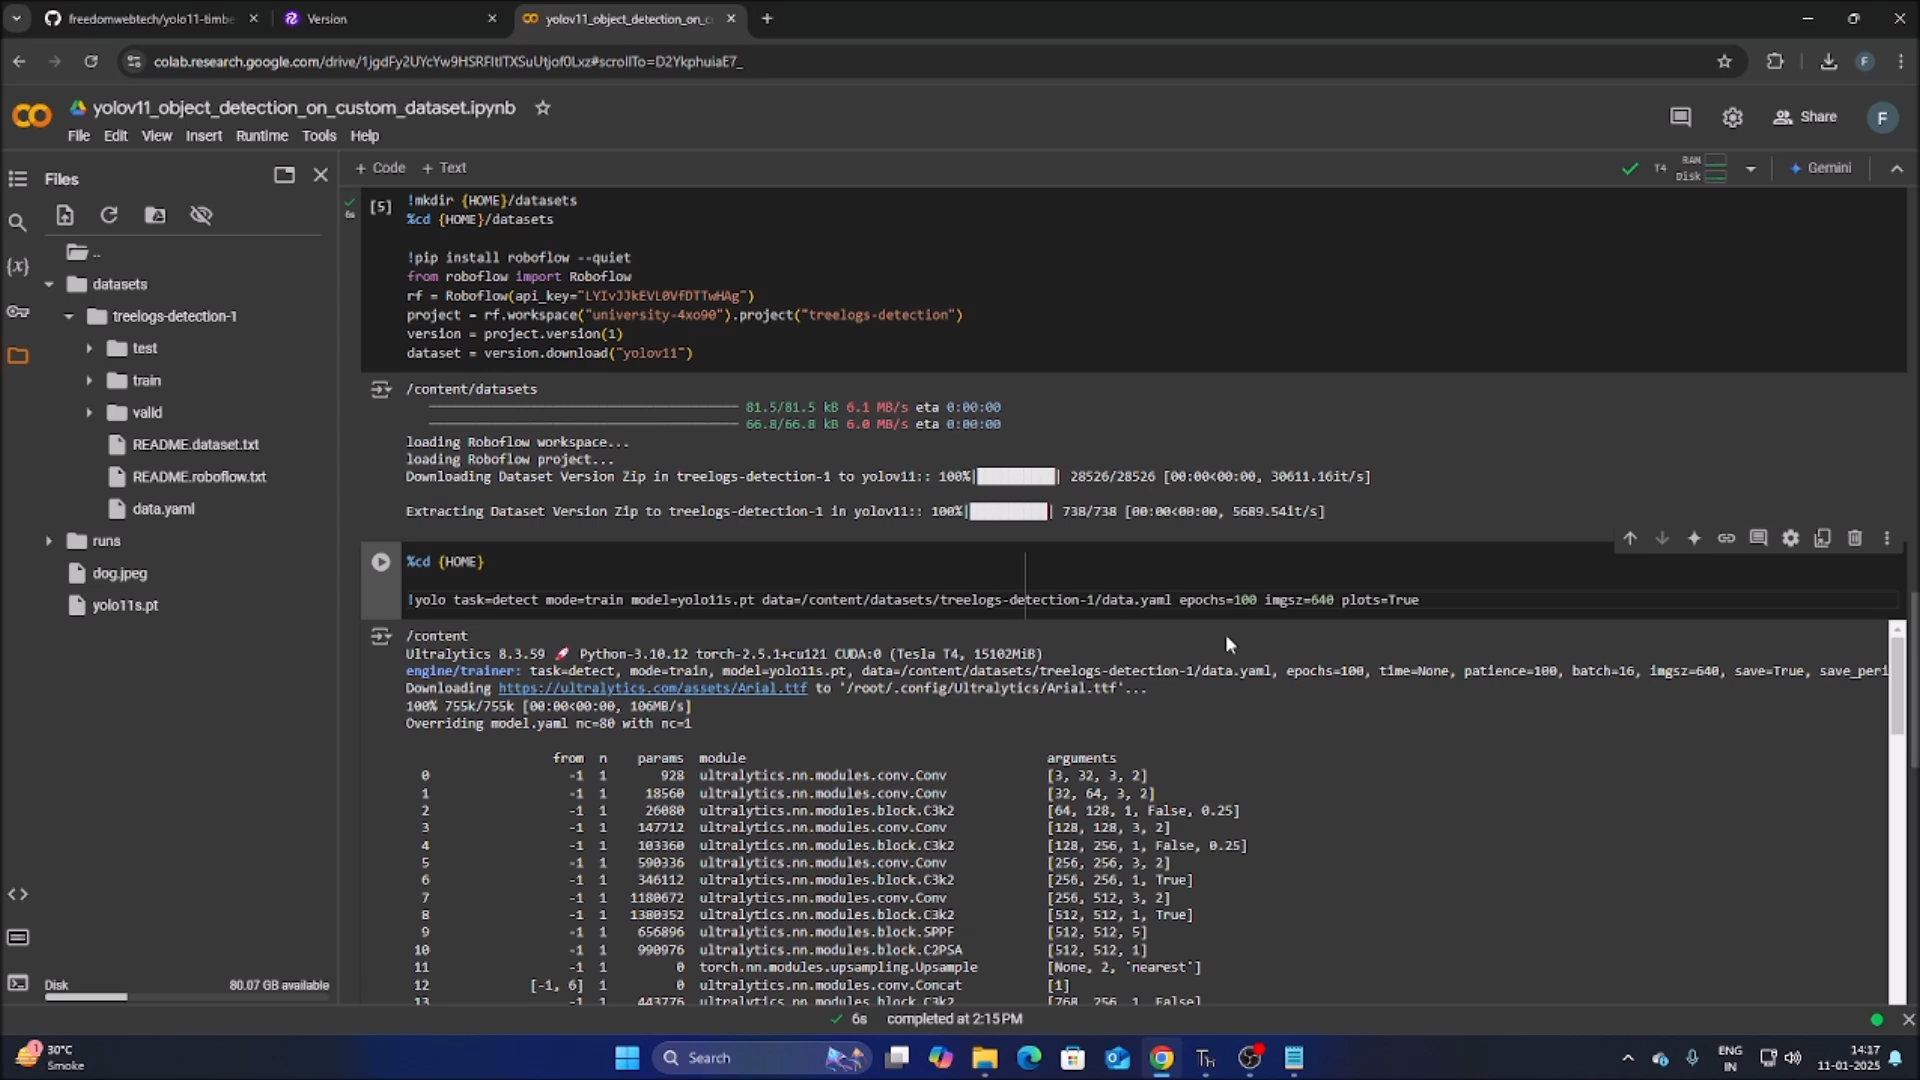 freedomwebtech/yolo11-timbe
Version
yolov11_object_detection_on_c
colab.research.google.com/drive/1jgdFy2UYcYw9HSRFItITXSuUtjof0Lxz#scrollTo=D2YkphuiaE7_
F
CO
yolov11_object_detection_on_custom_dataset.ipynb
File Edit View Insert Runtime Tools Help
Share
F
Files
+ Code + Text
T4
RAM
Disk
Gemini
..
datasets
treelogs-detection-1
test
train
valid
README.dataset.txt
README.roboflow.txt
data.yaml
runs
dog.jpeg
yolo11s.pt
{x}
Disk
80.07 GB available
6s
[5]
!mkdir {HOME}/datasets
%cd {HOME}/datasets
!pip install roboflow --quiet
from roboflow import Roboflow
rf = Roboflow(api_key="LYIvJJkEVL0VfDTTwHAg")
project = rf.workspace("university-4xo90").project("treelogs-detection")
version = project.version(1)
dataset = version.download("yolov11")
/content/datasets
81.5/81.5 kB 6.1 MB/s eta 0:00:00
66.8/66.8 kB 6.0 MB/s eta 0:00:00
loading Roboflow workspace...
loading Roboflow project...
Downloading Dataset Version Zip in treelogs-detection-1 to yolov11:: 100%| | 28526/28526 [00:00<00:00, 30611.16it/s]
Extracting Dataset Version Zip to treelogs-detection-1 in yolov11:: 100%| | 738/738 [00:00<00:00, 5689.54it/s]
%cd {HOME}
!yolo task=detect mode=train model=yolo11s.pt data=/content/datasets/treelogs-detection-1/data.yaml epochs=100 imgsz=640 plots=True
/content
Ultralytics 8.3.59 🚀 Python-3.10.12 torch-2.5.1+cu121 CUDA:0 (Tesla T4, 15102MiB)
engine/trainer: task=detect, mode=train, model=yolo11s.pt, data=/content/datasets/treelogs-detection-1/data.yaml, epochs=100, time=None, patience=100, batch=16, imgsz=640, save=True, save_peri
Downloading https://ultralytics.com/assets/Arial.ttf to '/root/.config/Ultralytics/Arial.ttf'...
100% 755k/755k [00:00<00:00, 106MB/s]
Overriding model.yaml nc=80 with nc=1
from n params module arguments
0 -1 1 928 ultralytics.nn.modules.conv.Conv [3, 32, 3, 2]
1 -1 1 18560 ultralytics.nn.modules.conv.Conv [32, 64, 3, 2]
2 -1 1 26080 ultralytics.nn.modules.block.C3k2 [64, 128, 1, False, 0.25]
3 -1 1 147712 ultralytics.nn.modules.conv.Conv [128, 128, 3, 2]
4 -1 1 103360 ultralytics.nn.modules.block.C3k2 [128, 256, 1, False, 0.25]
5 -1 1 590336 ultralytics.nn.modules.conv.Conv [256, 256, 3, 2]
6 -1 1 346112 ultralytics.nn.modules.block.C3k2 [256, 256, 1, True]
7 -1 1 1180672 ultralytics.nn.modules.conv.Conv [256, 512, 3, 2]
8 -1 1 1380352 ultralytics.nn.modules.block.C3k2 [512, 512, 1, True]
9 -1 1 656896 ultralytics.nn.modules.block.SPPF [512, 512, 5]
10 -1 1 990976 ultralytics.nn.modules.block.C2PSA [512, 512, 1]
11 -1 1 0 torch.nn.modules.upsampling.Upsample [None, 2, 'nearest']
12 [-1, 6] 1 0 ultralytics.nn.modules.conv.Concat [1]
13 -1 1 443776 ultralytics.nn.modules.block.C3k2 [768, 256, 1, False]
6s completed at 2:15 PM
1
30°C
Smoke
Search
ENG
IN
14:17
11-01-2025